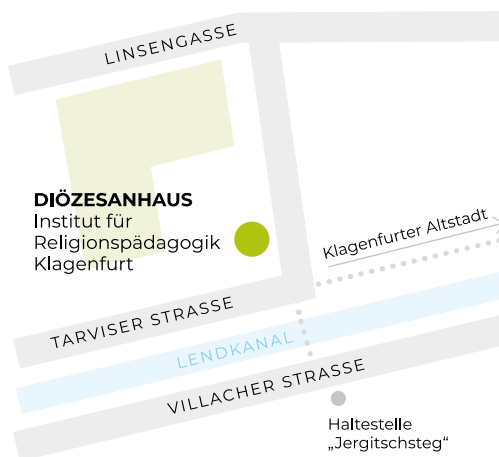 LINSENGASSE
DIÖZESANHAUS
Institut für
Religionspädagogik
Klagenfurt
Klagenfurter Altstadt
TARVISER STRASSE
LENDKANAL
VILLACHER STRASSE
Haltestelle
„Jergitschsteg“